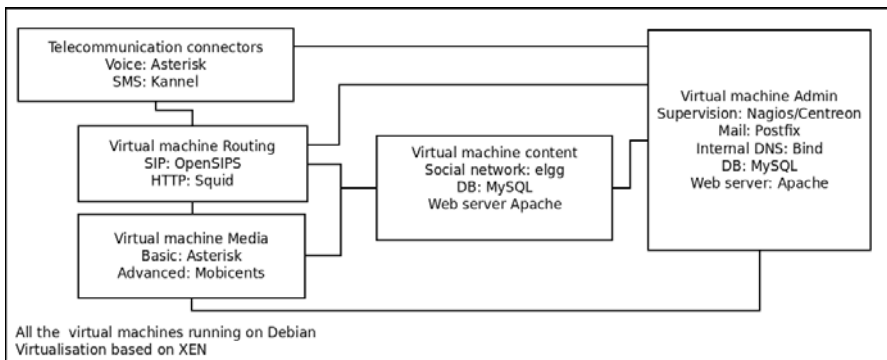 Telecommunication connectors
Voice: Asterisk
SMS: Kannel
Virtual machine Routing
SIP: OpenSIPS
HTTP: Squid
Virtual machine Media
Basic: Asterisk
Advanced: Mobicents
Virtual machine content
Social network: elgg
DB: MySQL
Web server Apache
Virtual machine Admin
Supervision: Nagios/Centreon
Mail: Postfix
Internal DNS: Bind
DB: MySQL
Web server: Apache
All the virtual machines running on Debian
Virtualisation based on XEN